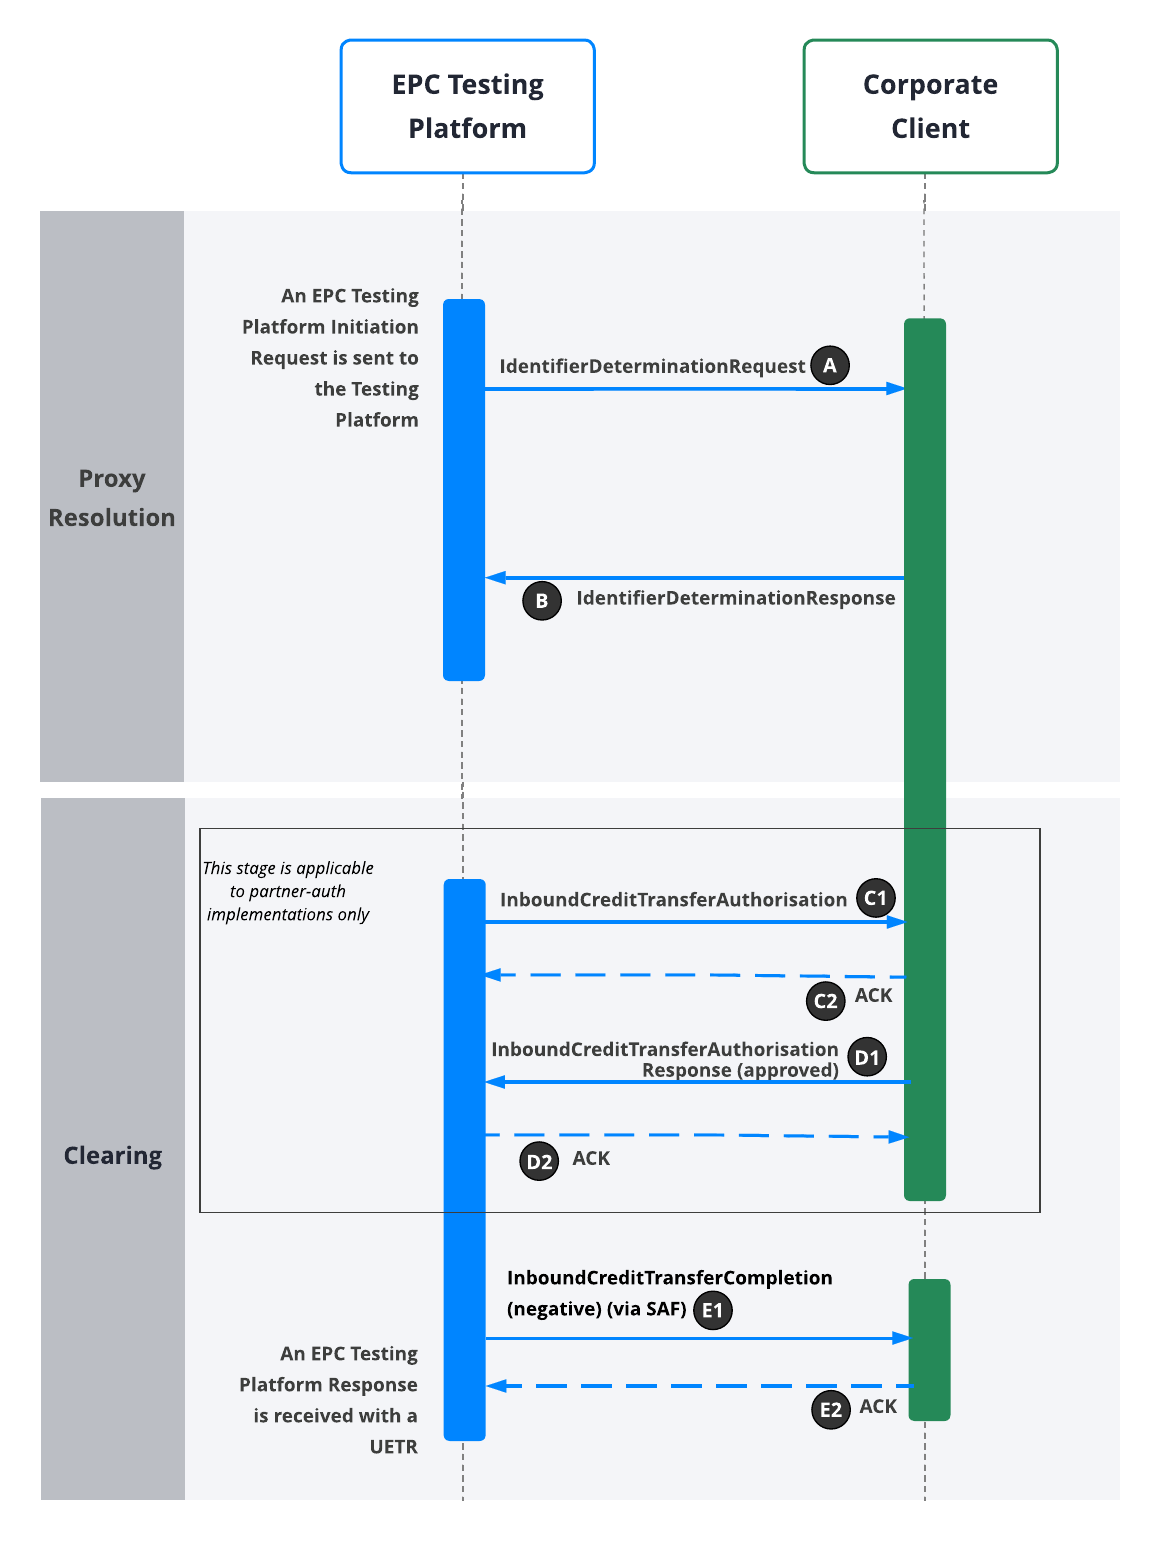 EPC Testing
Platform
Corporate
Client
Proxy
Resolution
An EPC Testing
Platform Initiation
Request is sent to
the Testing
Platform
IdentifierDeterminationRequest A
B IdentifierDeterminationResponse
Clearing
This stage is applicable
to partner-auth
implementations only
InboundCreditTransferAuthorisation C1
C2 ACK
InboundCreditTransferAuthorisation D1
Response (approved)
D2 ACK
InboundCreditTransferCompletion
(negative) (via SAF) E1
An EPC Testing
Platform Response
is received with a
UETR
E2 ACK